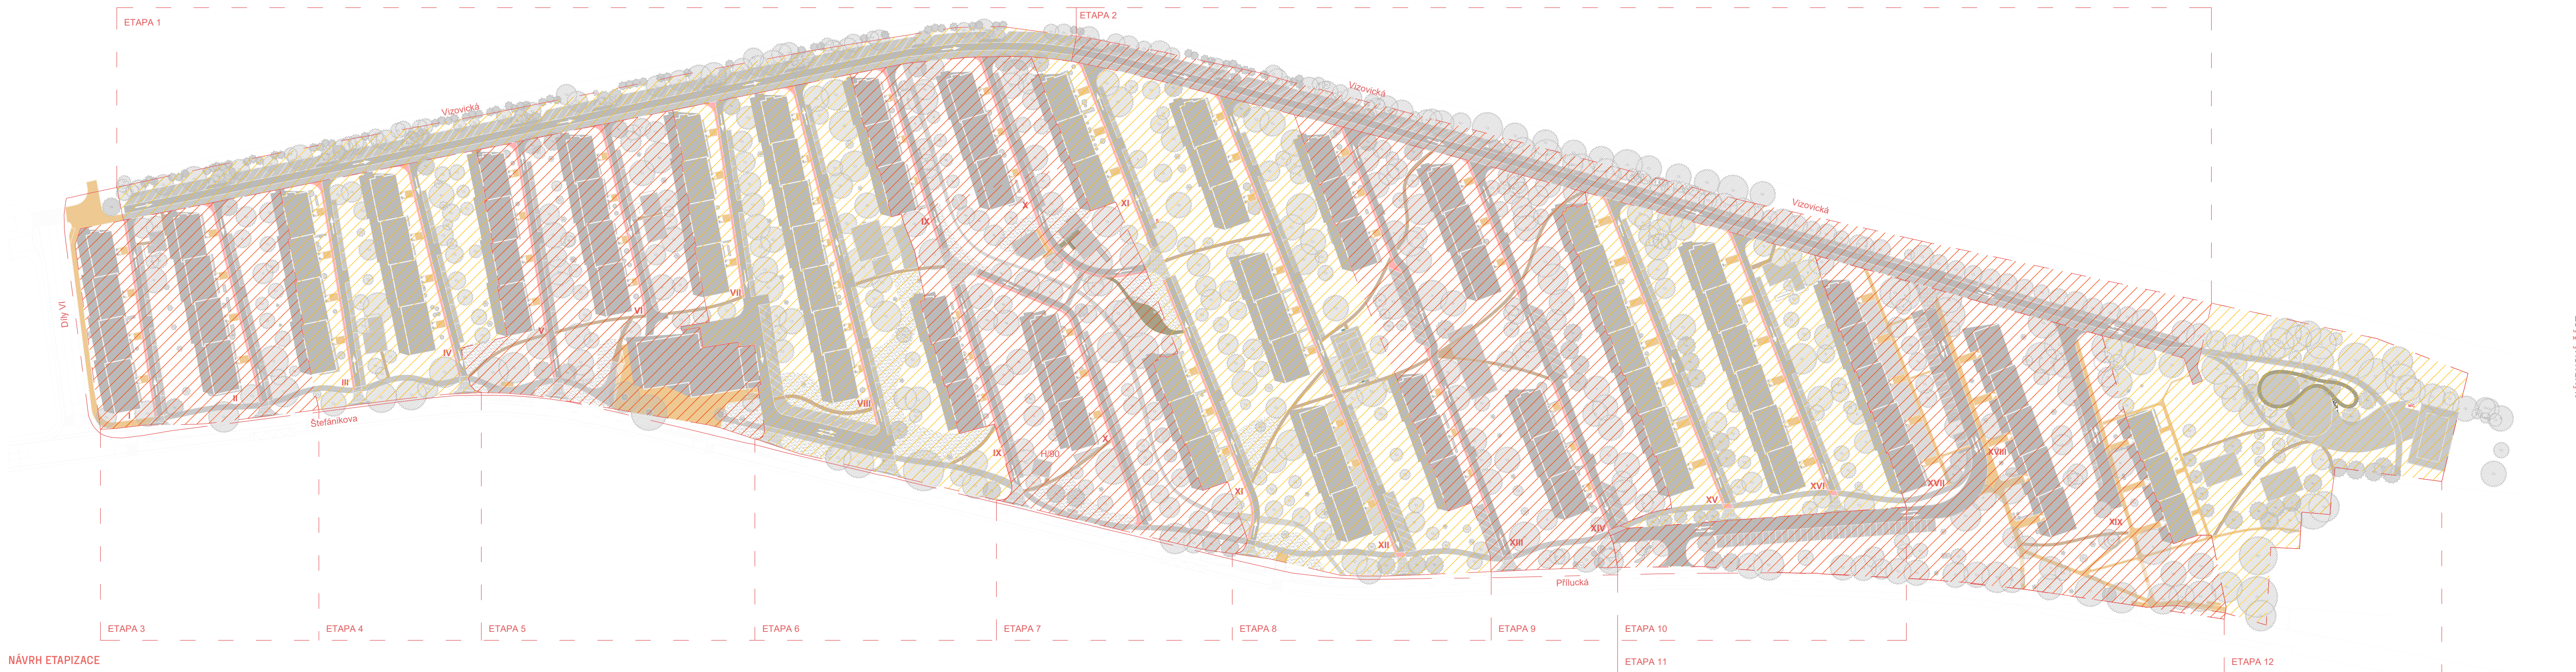 ETAPA 1
ETAPA 2
Vizovická
Vizovická
Vizovická
Díly VI
IX
X
XI
VII
VI
V
IV
III
II
I
Štefánikova
VIII
IX
H/90
X
XI
XII
XIII
XIV
XV
XVI
XVII
XVIII
XIX
Přílucká
ETAPA 3
ETAPA 4
ETAPA 5
ETAPA 6
ETAPA 7
ETAPA 8
ETAPA 9
ETAPA 10
ETAPA 11
ETAPA 12
NÁVRH ETAPIZACE